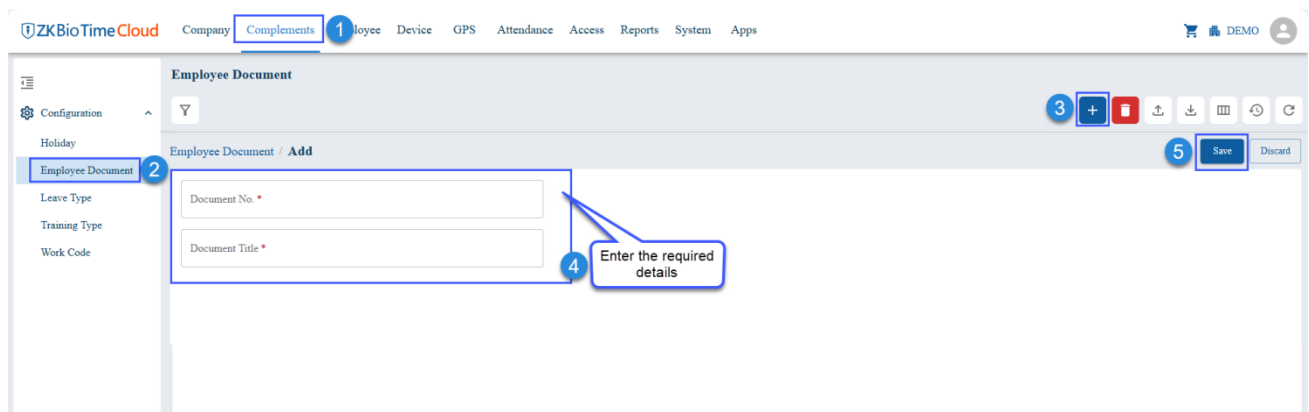 ZKBioTime Cloud Company Complements 1 loyee Device GPS Attendance Access Reports System Apps DEMO
Employee Document
Configuration 3 +
Holiday
Employee Document / Add 5 Save Discard
Employee Document 2
Leave Type
Document No. *
Training Type
Work Code
Document Title *
4 Enter the required
details